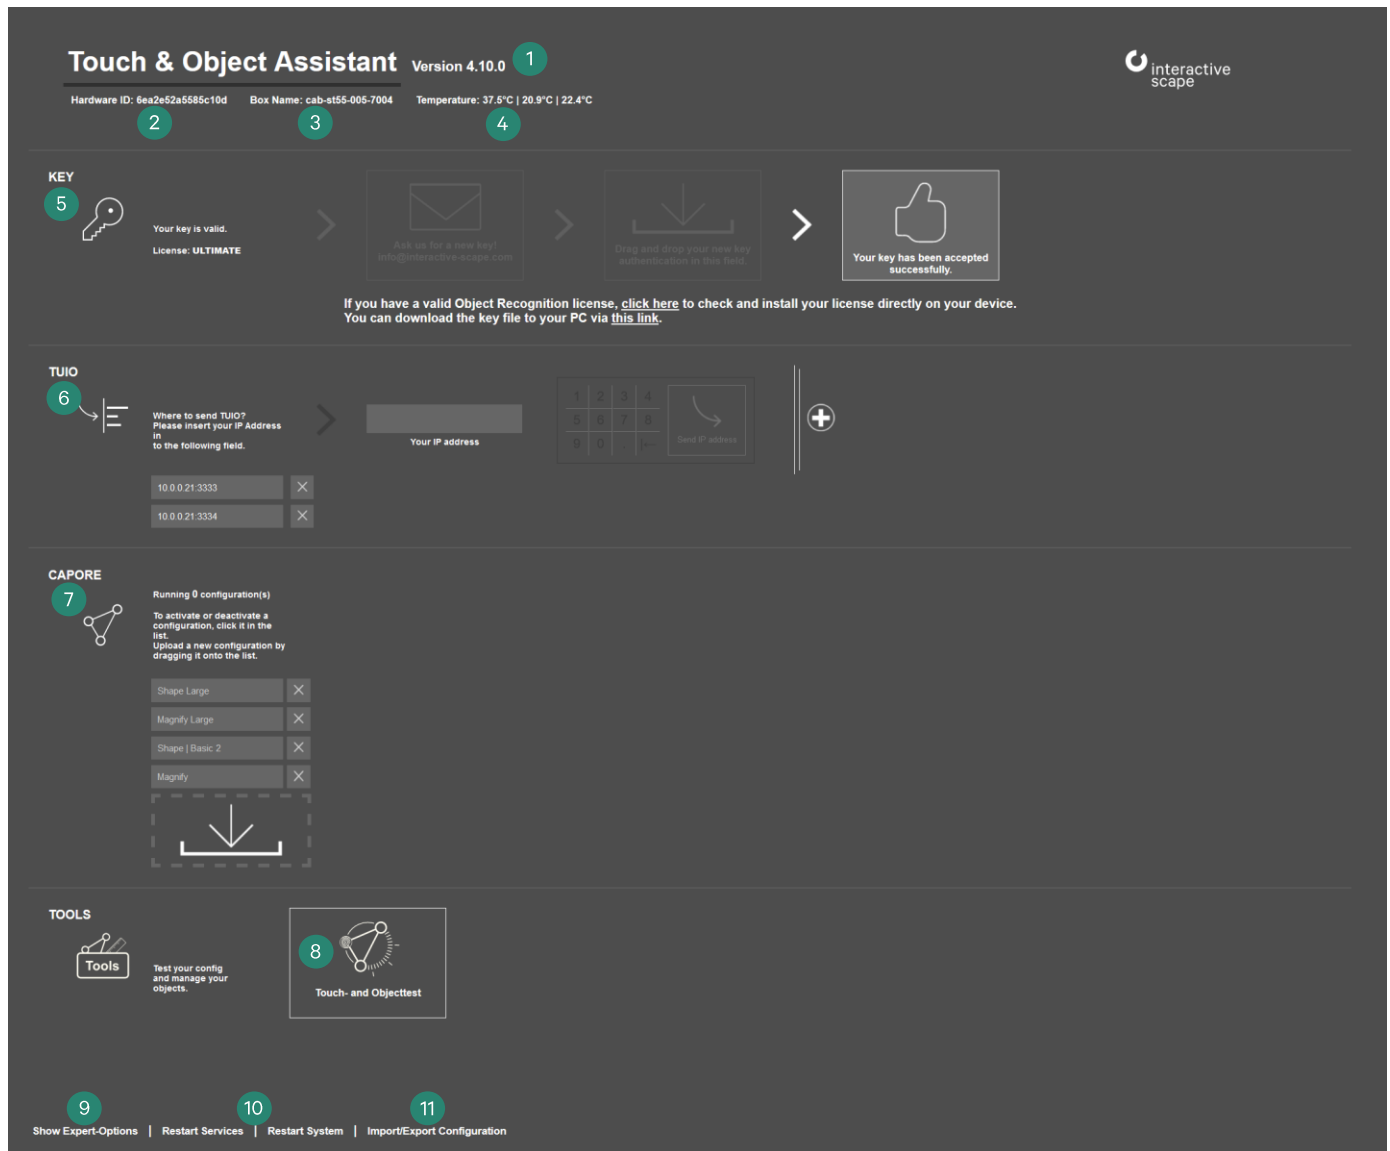 Touch & Object Assistant Version 4.10.0 1
interactive
scape
Hardware ID: 6ea2e52a5585c10d Box Name: cab-st55-005-7004 Temperature: 37.5°C | 20.9°C | 22.4°C
2 3 4
KEY
5
Your key is valid.
License: ULTIMATE
Ask us for a new key!
info@interactive-scape.com
Drag and drop your new key
authentication in this field.
Your key has been accepted
successfully.
If you have a valid Object Recognition license, click here to check and install your license directly on your device.
You can download the key file to your PC via this link.
TUIO
6
Where to send TUIO?
Please insert your IP Address
in
to the following field.
Your IP address
1 2 3 4
5 6 7 8
9 0 .
Send IP address
10.0.0.21:3333
10.0.0.21:3334
CAPORE
7
Running 0 configuration(s)
To activate or deactivate a
configuration, click it in the
list.
Upload a new configuration by
dragging it onto the list.
Shape Large
Magnify Large
Shape | Basic 2
Magnify
TOOLS
Tools
Test your config
and manage your
objects.
8
Touch- and Objecttest
9 10 11
Show Expert-Options | Restart Services | Restart System | Import/Export Configuration